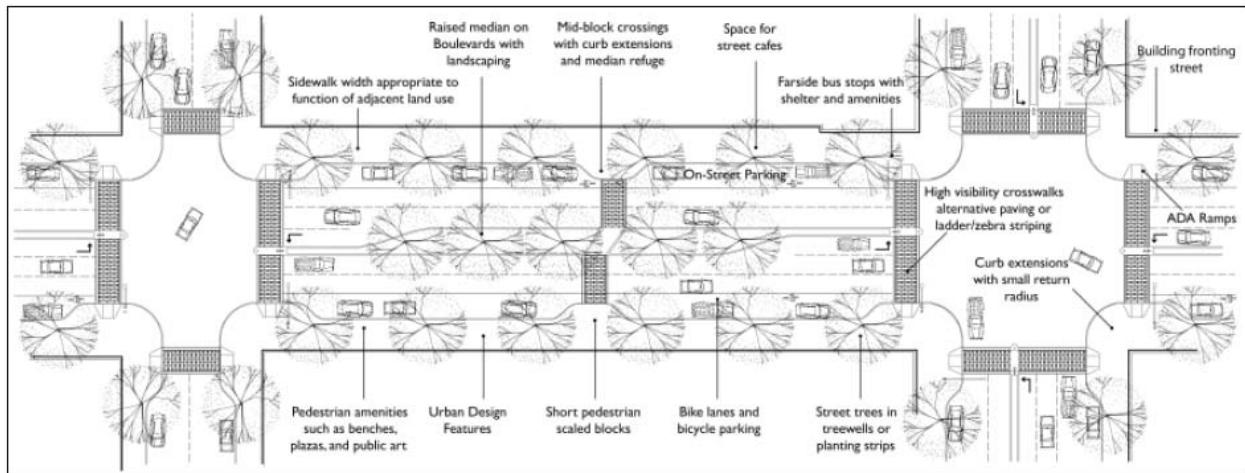 Raised median on
Boulevards with
landscaping
Mid-block crossings
with curb extensions
and median refuge
Space for
street cafes
Building fronting
street
Sidewalk width appropriate to
function of adjacent land use
Farside bus stops with
shelter and amenities
On-Street Parking
High visibility crosswalks
alternative paving or
ladder/zebra striping
ADA Ramps
Curb extensions
with small return
radius
Pedestrian amenities
such as benches,
plazas, and public art
Urban Design
Features
Short pedestrian
scaled blocks
Bike lanes and
bicycle parking
Street trees in
treewells or
planting strips